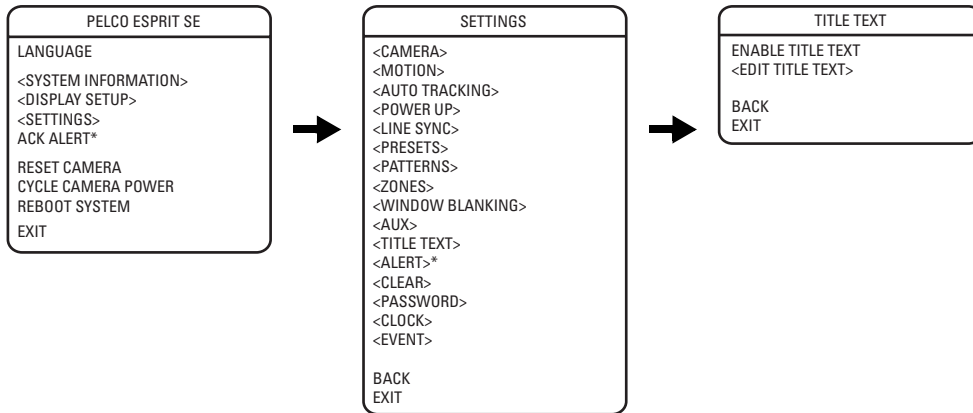 PELCO ESPRIT SE
LANGUAGE
<SYSTEM INFORMATION>
<DISPLAY SETUP>
<SETTINGS>
ACK ALERT*
RESET CAMERA
CYCLE CAMERA POWER
REBOOT SYSTEM
EXIT
SETTINGS
<CAMERA>
<MOTION>
<AUTO TRACKING>
<POWER UP>
<LINE SYNC>
<PRESETS>
<PATTERNS>
<ZONES>
<WINDOW BLANKING>
<AUX>
<TITLE TEXT>
<ALERT>*
<CLEAR>
<PASSWORD>
<CLOCK>
<EVENT>
BACK
EXIT
TITLE TEXT
ENABLE TITLE TEXT
<EDIT TITLE TEXT>
BACK
EXIT